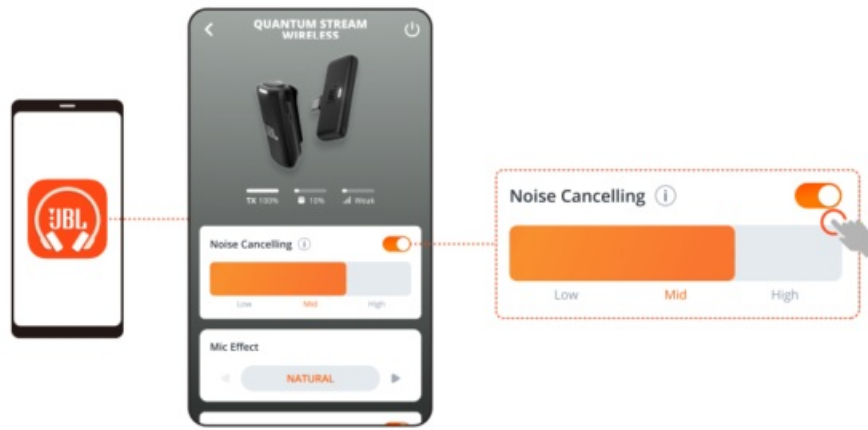 JBL
QUANTUM STREAM
WIRELESS
JBL
TX 100%
10%
Weak
Noise Cancelling i
Low Mid High
Mic Effect
NATURAL
Noise Cancelling i
Low Mid High